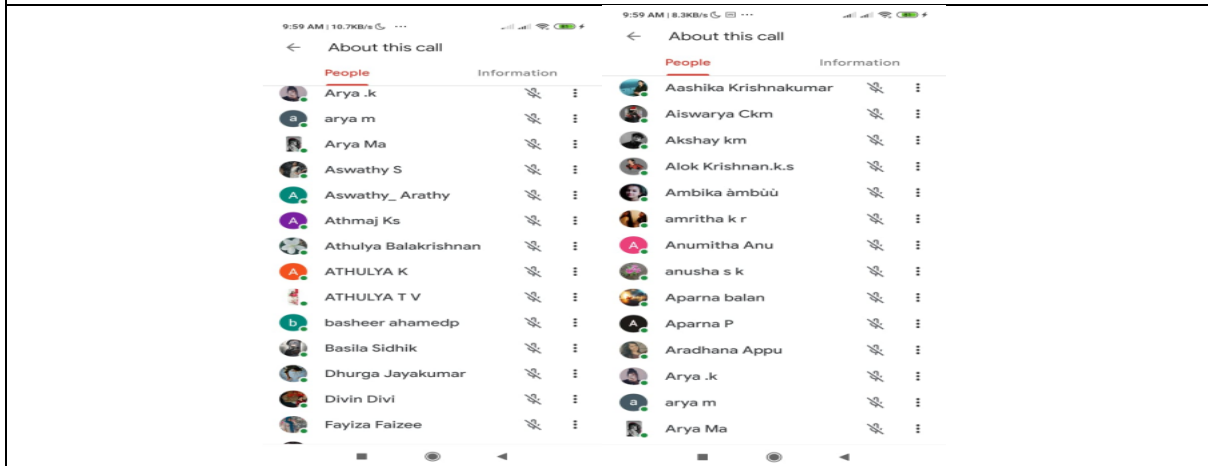 9:59 AM | 10.7KB/s ...
About this call
People Information
Arya .k
a arya m
Arya Ma
Aswathy S
A Aswathy_ Arathy
A Athmaj Ks
Athulya Balakrishnan
A ATHULYA K
ATHULYA T V
b basheer ahamedp
Basila Sidhik
Dhurga Jayakumar
Divin Divi
Fayiza Faizee
9:59 AM | 8.3KB/s ...
About this call
People Information
Aashika Krishnakumar
Aiswarya Ckm
Akshay km
Alok Krishnan.k.s
Ambika àmbùù
amritha k r
A Anumitha Anu
anusha s k
Aparna balan
A Aparna P
Aradhana Appu
Arya .k
a arya m
Arya Ma